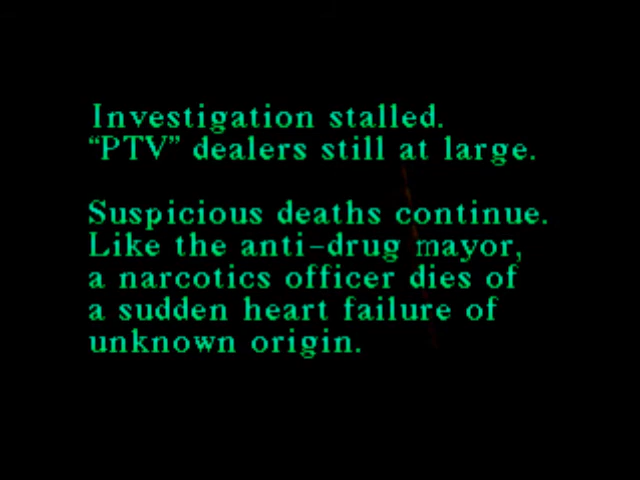 Investigation stalled.
“PTV” dealers still at large.
Suspicious deaths continue.
Like the anti-drug mayor,
a narcotics officer dies of
a sudden heart failure of
unknown origin.